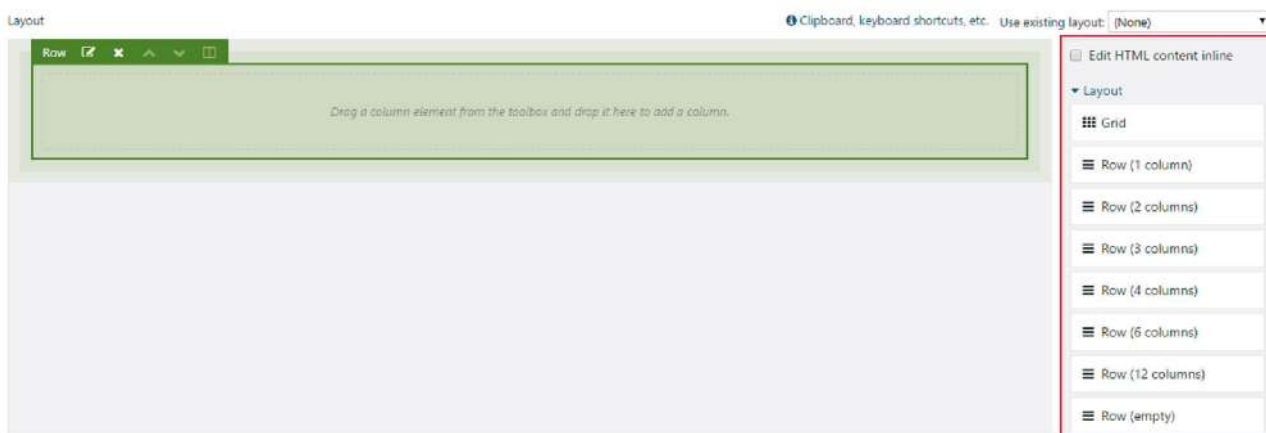 Layout
Clipboard, keyboard shortcuts, etc. Use existing layout: (None)
Row
Drag a column element from the toolbox and drop it here to add a column.
Edit HTML content inline
Layout
Grid
Row (1 column)
Row (2 columns)
Row (3 columns)
Row (4 columns)
Row (6 columns)
Row (12 columns)
Row (empty)